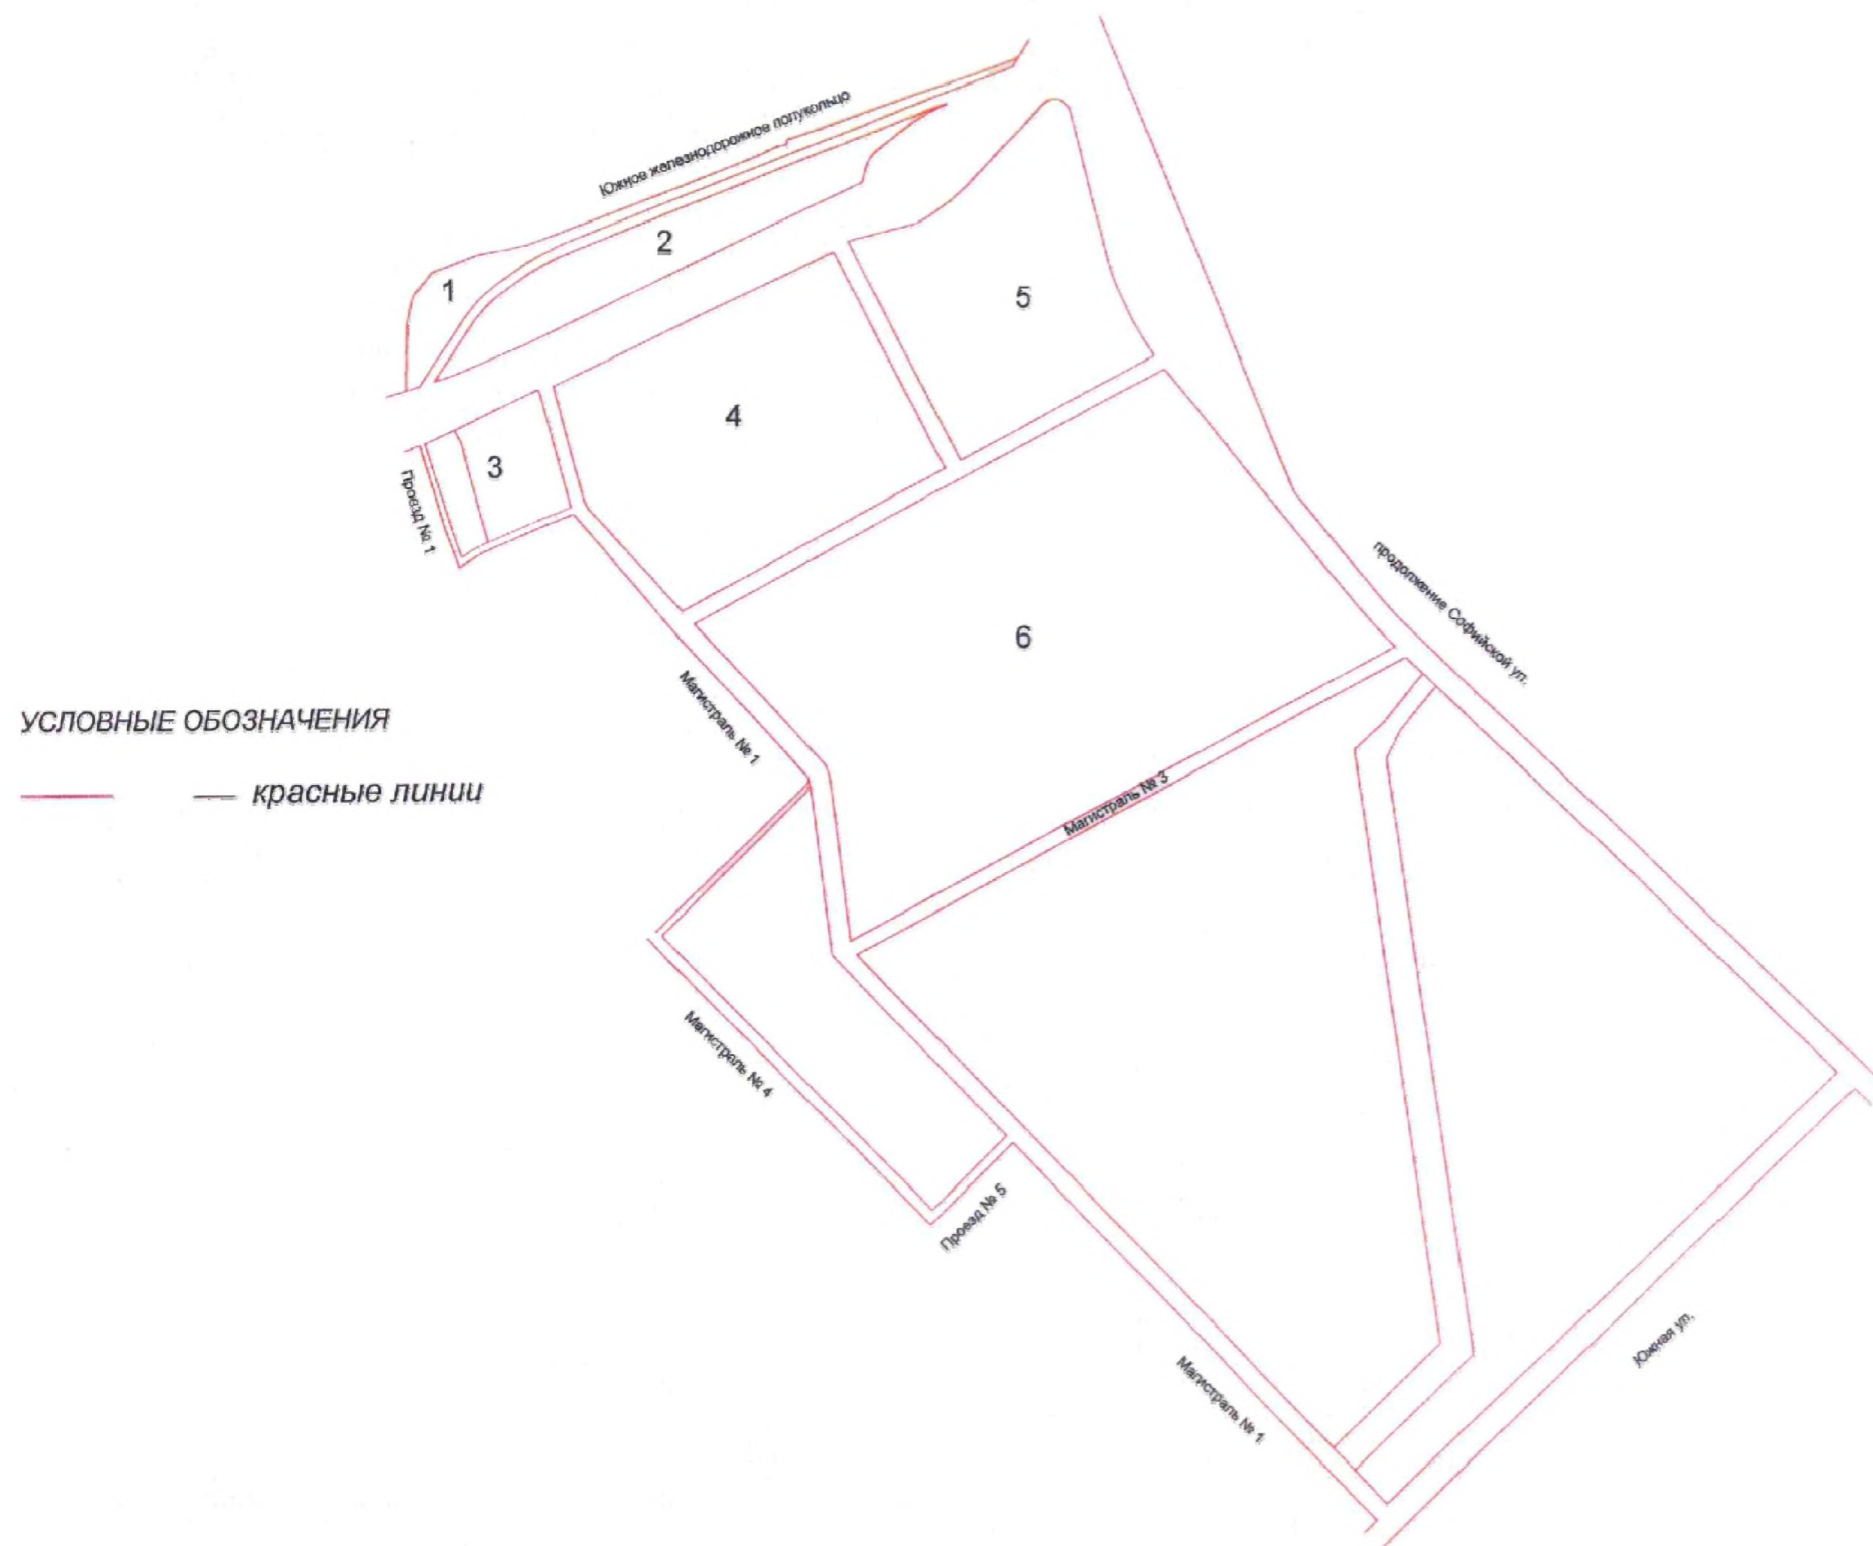 Южное железнодорожное полукольцо
2
1
5
4
3
Проезд № 1
продолжение Софийской ул.
6
Магистраль № 1
УСЛОВНЫЕ ОБОЗНАЧЕНИЯ
красные линии
Магистраль № 3
Магистраль № 4
Проезд № 5
Южная ул.
Магистраль № 1